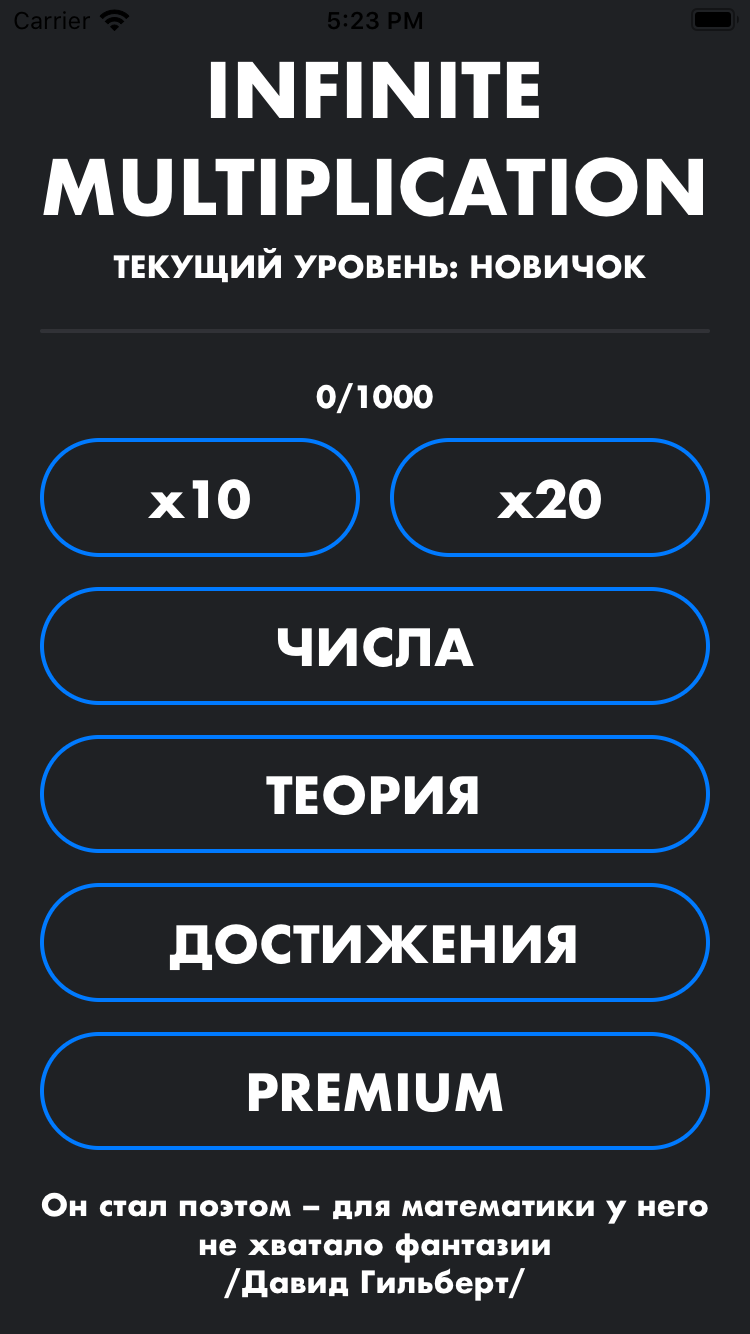 Carrier 5:23 PM
INFINITE
MULTIPLICATION
ТЕКУЩИЙ УРОВЕНЬ: НОВИЧОК
0/1000
x10 x20
ЧИСЛА
ТЕОРИЯ
ДОСТИЖЕНИЯ
PREMIUM
Он стал поэтом – для математики у него
не хватало фантазии
/Давид Гильберт/